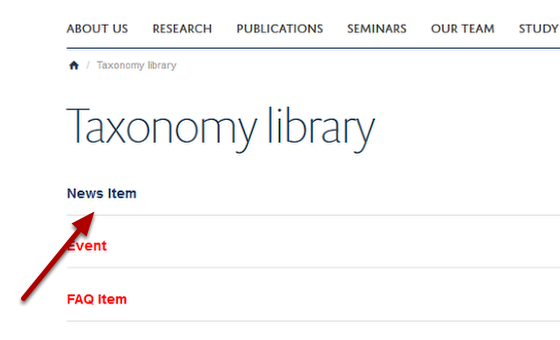 ABOUT US RESEARCH PUBLICATIONS SEMINARS OUR TEAM STUDY
/ Taxonomy library
Taxonomy library
News Item
Event
FAQ Item